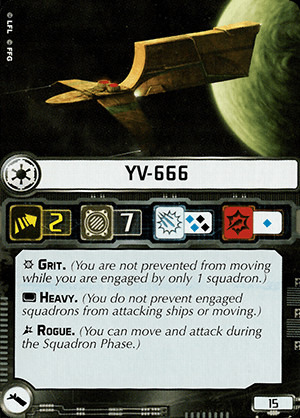 © LFL © FFG
YV-666
2
7
GRIT. (You are not prevented from moving
while you are engaged by only 1 squadron.)
HEAVY. (You do not prevent engaged
squadrons from attacking ships or moving.)
ROGUE. (You can move and attack during
the Squadron Phase.)
15